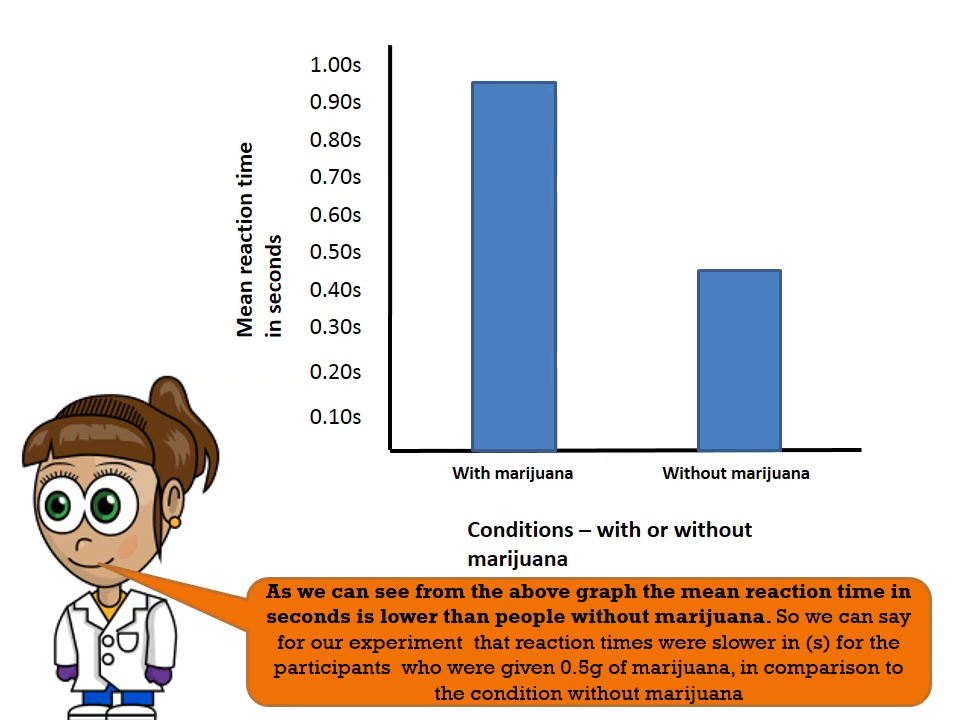 1.00s
0.90s
0.80s
0.70s
0.60s
0.50s
0.40s
0.30s
0.20s
0.10s
Mean reaction time
in seconds
With marijuana
Without marijuana
Conditions – with or without
marijuana
As we can see from the above graph the mean reaction time in
seconds is lower than people without marijuana. So we can say
for our experiment that reaction times were slower in (s) for the
participants who were given 0.5g of marijuana, in comparison to
the condition without marijuana